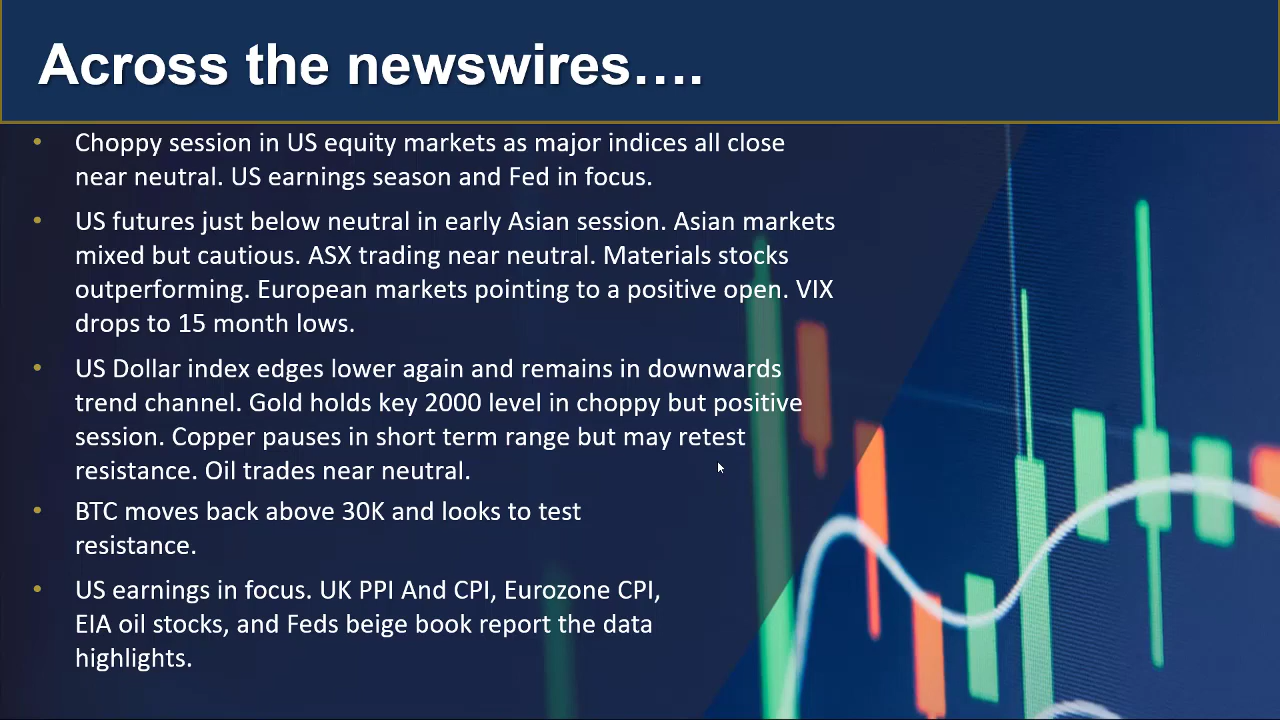 Across the newswires....
• Choppy session in US equity markets as major indices all close
near neutral. US earnings season and Fed in focus.
• US futures just below neutral in early Asian session. Asian markets
mixed but cautious. ASX trading near neutral. Materials stocks
outperforming. European markets pointing to a positive open. VIX
drops to 15 month lows.
• US Dollar index edges lower again and remains in downwards
trend channel. Gold holds key 2000 level in choppy but positive
session. Copper pauses in short term range but may retest
resistance. Oil trades near neutral.
• BTC moves back above 30K and looks to test
resistance.
• US earnings in focus. UK PPI And CPI, Eurozone CPI,
EIA oil stocks, and Feds beige book report the data
highlights.